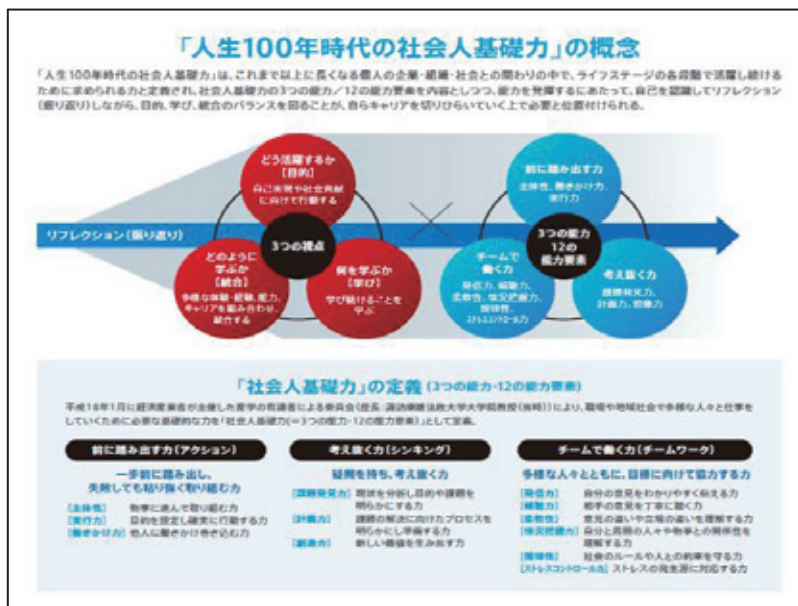 「人生100年時代の社会人基礎力」の概念
「人生100年時代の社会人基礎力」は、これまで以上に長くなる個人の企業・組織・社会との関わりの中で、ライフステージの各段階で活躍し続ける
ために求められる力と定義され、社会人基礎力の3つの能力／12の能力要素を内容としつつ、能力を発揮するにあたって、自己を認識してリフレクション
（振り返り）しながら、目的、学び、統合のバランスを図ることが、自らキャリアを切りひらいていく上で必要と位置付けられる。
リフレクション（振り返り）
どう活躍するか
【目的】
自己実現や社会貢献
に向けて行動する
3つの視点
どのように
学ぶか
【統合】
多様な体験・経験、能力、
キャリアを組み合わせ、
統合する
何を学ぶか
【学び】
学び続けることを
学ぶ
前に踏み出す力
主体性、働きかけ力、
実行力
3つの能力
12の
能力要素
チームで
働く力
発信力、傾聴力、
柔軟性、情況把握力、
規律性、
ストレスコントロール力
考え抜く力
課題発見力、
計画力、想像力
「社会人基礎力」の定義（3つの能力・12の能力要素）
平成18年1月に経済産業省が主催した産学の有識者による委員会（座長：諏訪康雄法政大学大学院教授（当時））により、職場や地域社会で多様な人々と仕事を
していくために必要な基礎的な力を「社会人基礎力（＝3つの能力・12の能力要素）」として定義。
前に踏み出す力（アクション）
一歩前に踏み出し、
失敗しても粘り強く取り組む力
［主体性］ 物事に進んで取り組む力
［実行力］ 目的を設定し確実に行動する力
［働きかけ力］ 他人に働きかけ巻き込む力
考え抜く力（シンキング）
疑問を持ち、考え抜く力
［課題発見力］ 現状を分析し目的や課題を
明らかにする力
［計画力］ 課題の解決に向けたプロセスを
明らかにし準備する力
［創造力］ 新しい価値を生み出す力
チームで働く力（チームワーク）
多様な人々とともに、目標に向けて協力する力
［発信力］ 自分の意見をわかりやすく伝える力
［傾聴力］ 相手の意見を丁寧に聴く力
［柔軟性］ 意見の違いや立場の違いを理解する力
［情況把握力］ 自分と周囲の人々や物事との関係性を
理解する力
［規律性］ 社会のルールや人との約束を守る力
［ストレスコントロール力］ ストレスの発生源に対応する力